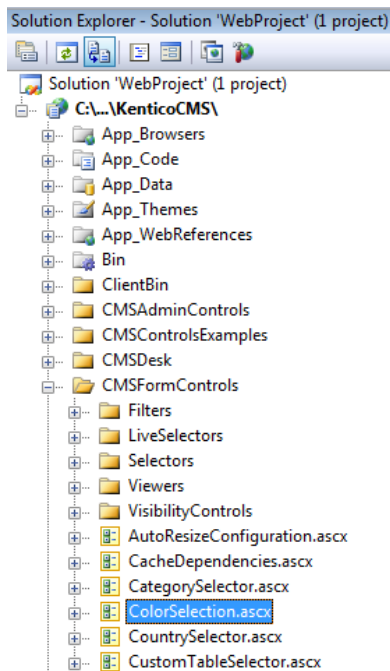 Solution Explorer - Solution 'WebProject' (1 project)
Solution 'WebProject' (1 project)
C:\...\KenticoCMS\
App_Browsers
App_Code
App_Data
App_Themes
App_WebReferences
Bin
ClientBin
CMSAdminControls
CMSControlsExamples
CMSDesk
CMSFormControls
Filters
LiveSelectors
Selectors
Viewers
VisibilityControls
AutoResizeConfiguration.ascx
CacheDependencies.ascx
CategorySelector.ascx
ColorSelection.ascx
CountrySelector.ascx
CustomTableSelector.ascx